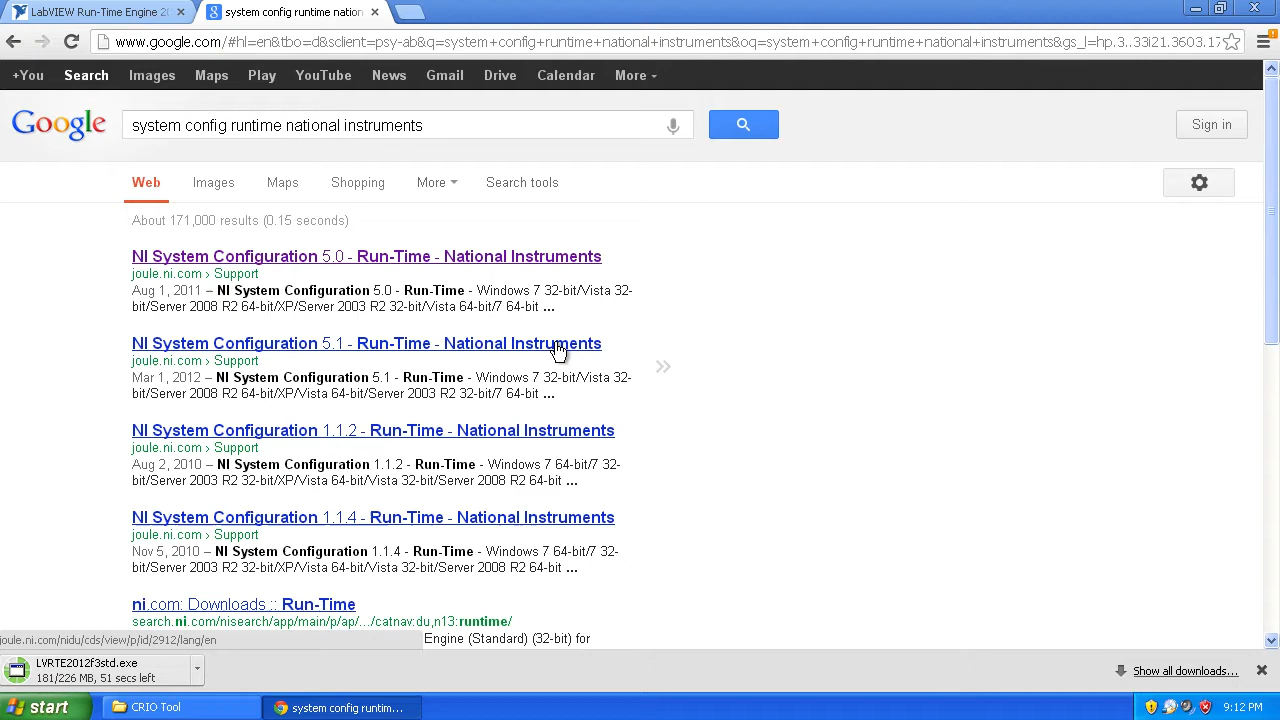 LabVIEW Run-Time Engine 20
system config runtime nation
www.google.com/#hl=en&tbo=d&sclient=psy-ab&q=system+config+runtime+national+instruments&oq=system+config+runtime+national+instruments&gs_l=hp.3..33i21.3603.17
+You Search Images Maps Play YouTube News Gmail Drive Calendar More
Google
system config runtime national instruments
Sign in
Web Images Maps Shopping More Search tools
About 171,000 results (0.15 seconds)
NI System Configuration 5.0 - Run-Time - National Instruments
joule.ni.com › Support
Aug 1, 2011 – NI System Configuration 5.0 - Run-Time - Windows 7 32-bit/Vista 32-
bit/Server 2008 R2 64-bit/XP/Server 2003 R2 32-bit/Vista 64-bit/7 64-bit ...
NI System Configuration 5.1 - Run-Time - National Instruments
joule.ni.com › Support
Mar 1, 2012 – NI System Configuration 5.1 - Run-Time - Windows 7 32-bit/Vista 32-
bit/Server 2008 R2 64-bit/XP/Vista 64-bit/Server 2003 R2 32-bit/7 64-bit ...
NI System Configuration 1.1.2 - Run-Time - National Instruments
joule.ni.com › Support
Aug 2, 2010 – NI System Configuration 1.1.2 - Run-Time - Windows 7 64-bit/7 32-
bit/Server 2003 R2 32-bit/XP/Vista 64-bit/Vista 32-bit/Server 2008 R2 64-bit ...
NI System Configuration 1.1.4 - Run-Time - National Instruments
joule.ni.com › Support
Nov 5, 2010 – NI System Configuration 1.1.4 - Run-Time - Windows 7 64-bit/7 32-
bit/Server 2003 R2 32-bit/XP/Vista 64-bit/Vista 32-bit/Server 2008 R2 64-bit ...
ni.com: Downloads :: Run-Time
search.ni.com/nisearch/app/main/p/ap/.../catnav:du,n13:runtime/
joule.ni.com/nidu/cds/view/p/id/2912/lang/en
Engine (Standard) (32-bit) for
LVRTE2012f3std.exe
181/226 MB, 51 secs left
Show all downloads...
start
CRIO Tool
system config runtim...
9:12 PM